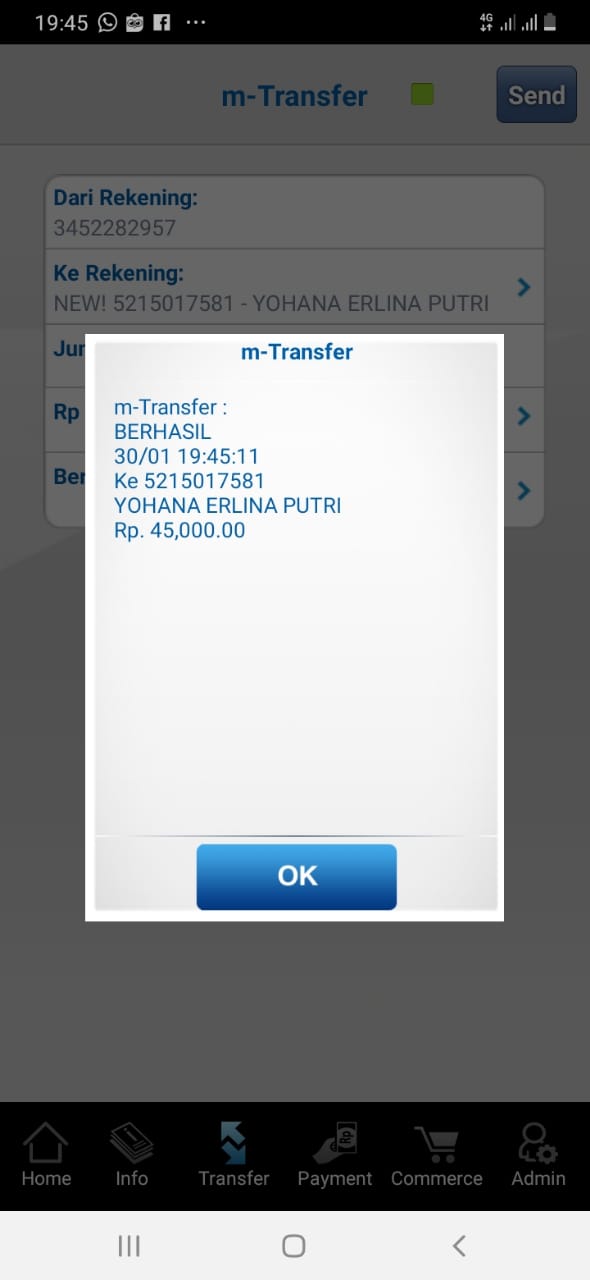 19:45
4G
m-Transfer
Send
Dari Rekening:
3452282957
Ke Rekening:
NEW! 5215017581 - YOHANA ERLINA PUTRI
Jur
Rp
Ber
m-Transfer
m-Transfer :
BERHASIL
30/01 19:45:11
Ke 5215017581
YOHANA ERLINA PUTRI
Rp. 45,000.00
OK
Rp
Home Info Transfer Payment Commerce Admin